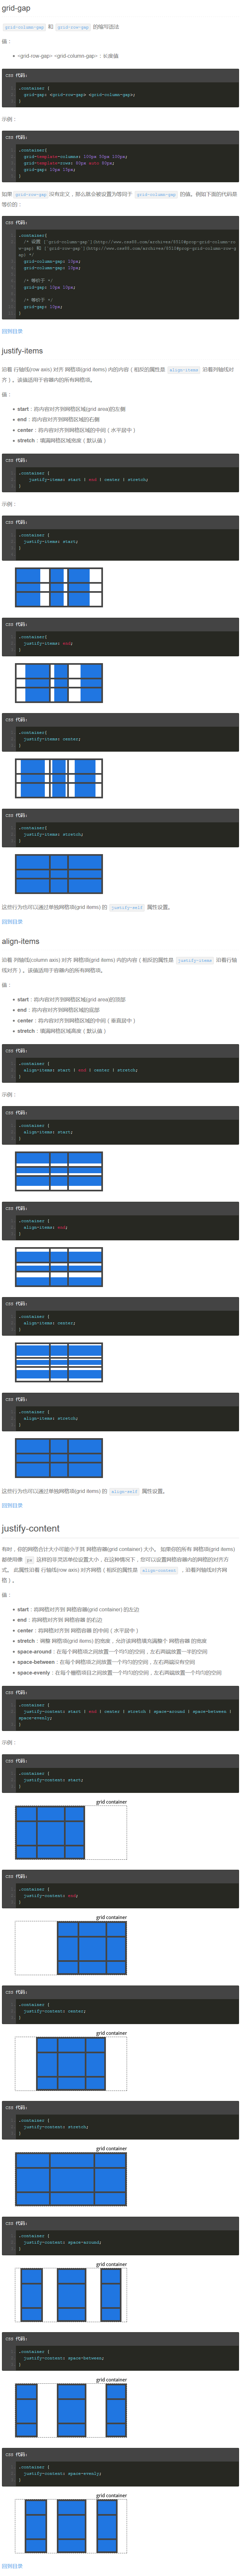 grid-gap
grid-column-gap 和 grid-row-gap 的缩写语法
值：
<grid-row-gap> <grid-column-gap>：长度值
CSS 代码:
.container {
grid-gap: <grid-row-gap> <grid-column-gap>;
}
示例：
CSS 代码:
.container{
grid-template-columns: 100px 50px 100px;
grid-template-rows: 80px auto 80px;
grid-gap: 10px 15px;
}
如果 grid-row-gap 没有定义，那么就会被设置为等同于 grid-column-gap 的值。例如下面的代码是
等价的：
CSS 代码:
.container{
grid-column-gap: 10px;
grid-column-gap: 10px;
/* 等价于 */
grid-gap: 10px 10px;
/* 等价于 */
grid-gap: 10px;
}
回到目录
justify-items
沿着 行轴线(row axis) 对齐 网格项(grid items) 内的内容（相反的属性是 align-items 沿着列轴线对
齐）。该值适用于容器内的所有网格项。
值：
start：将内容对齐到网格区域(grid area)的左侧
end：将内容对齐到网格区域的右侧
center：将内容对齐到网格区域的中间（水平居中）
stretch：填满网格区域宽度（默认值）
CSS 代码:
.container {
justify-items: start | end | center | stretch;
}
示例：
CSS 代码:
.container {
justify-items: start;
}
CSS 代码:
.container{
justify-items: end;
}
CSS 代码:
.container{
justify-items: center;
}
CSS 代码:
.container{
justify-items: stretch;
}
这些行为也可以通过单独网格项(grid items) 的 justify-self 属性设置。
回到目录
align-items
沿着 列轴线(column axis) 对齐 网格项(grid items) 内的内容（相反的属性是 justify-items 沿着行轴
线对齐）。该值适用于容器内的所有网格项。
值：
start：将内容对齐到网格区域(grid area)的顶部
end：将内容对齐到网格区域的底部
center：将内容对齐到网格区域的中间（垂直居中）
stretch：填满网格区域高度（默认值）
CSS 代码:
.container {
align-items: start | end | center | stretch;
}
示例：
CSS 代码:
.container {
align-items: start;
}
CSS 代码:
.container {
align-items: end;
}
CSS 代码:
.container {
align-items: center;
}
CSS 代码:
.container {
align-items: stretch;
}
这些行为也可以通过单独网格项(grid items) 的 align-self 属性设置。
回到目录
justify-content
有时，你的网格合计大小可能小于其 网格容器(grid container) 大小。 如果你的所有 网格项(grid items)
都使用像 px 这样的非灵活单位设置大小，在这种情况下，您可以设置网格容器内的网格的对齐方
式。 此属性沿着 行轴线(row axis) 对齐网格（相反的属性是 align-content ，沿着列轴线对齐网
格）。
值：
start：将网格对齐到 网格容器(grid container) 的左边
end：将网格对齐到 网格容器 的右边
center：将网格对齐到 网格容器 的中间（水平居中）
stretch：调整 网格项(grid items) 的宽度，允许该网格填充满整个 网格容器 的宽度
space-around：在每个网格项之间放置一个均匀的空间，左右两端放置一半的空间
space-between：在每个网格项之间放置一个均匀的空间，左右两端没有空间
space-evenly：在每个栅格项目之间放置一个均匀的空间，左右两端放置一个均匀的空间
CSS 代码:
.container {
justify-content: start | end | center | stretch | space-around | space-between |
space-evenly;
}
示例：
CSS 代码:
.container {
justify-content: start;
}
grid container
CSS 代码:
.container {
justify-content: end;
}
grid container
CSS 代码:
.container {
justify-content: center;
}
grid container
CSS 代码:
.container {
justify-content: stretch;
}
grid container
CSS 代码:
.container {
justify-content: space-around;
}
grid container
CSS 代码:
.container {
justify-content: space-between;
}
grid container
CSS 代码:
.container {
justify-content: space-evenly;
}
grid container
回到目录